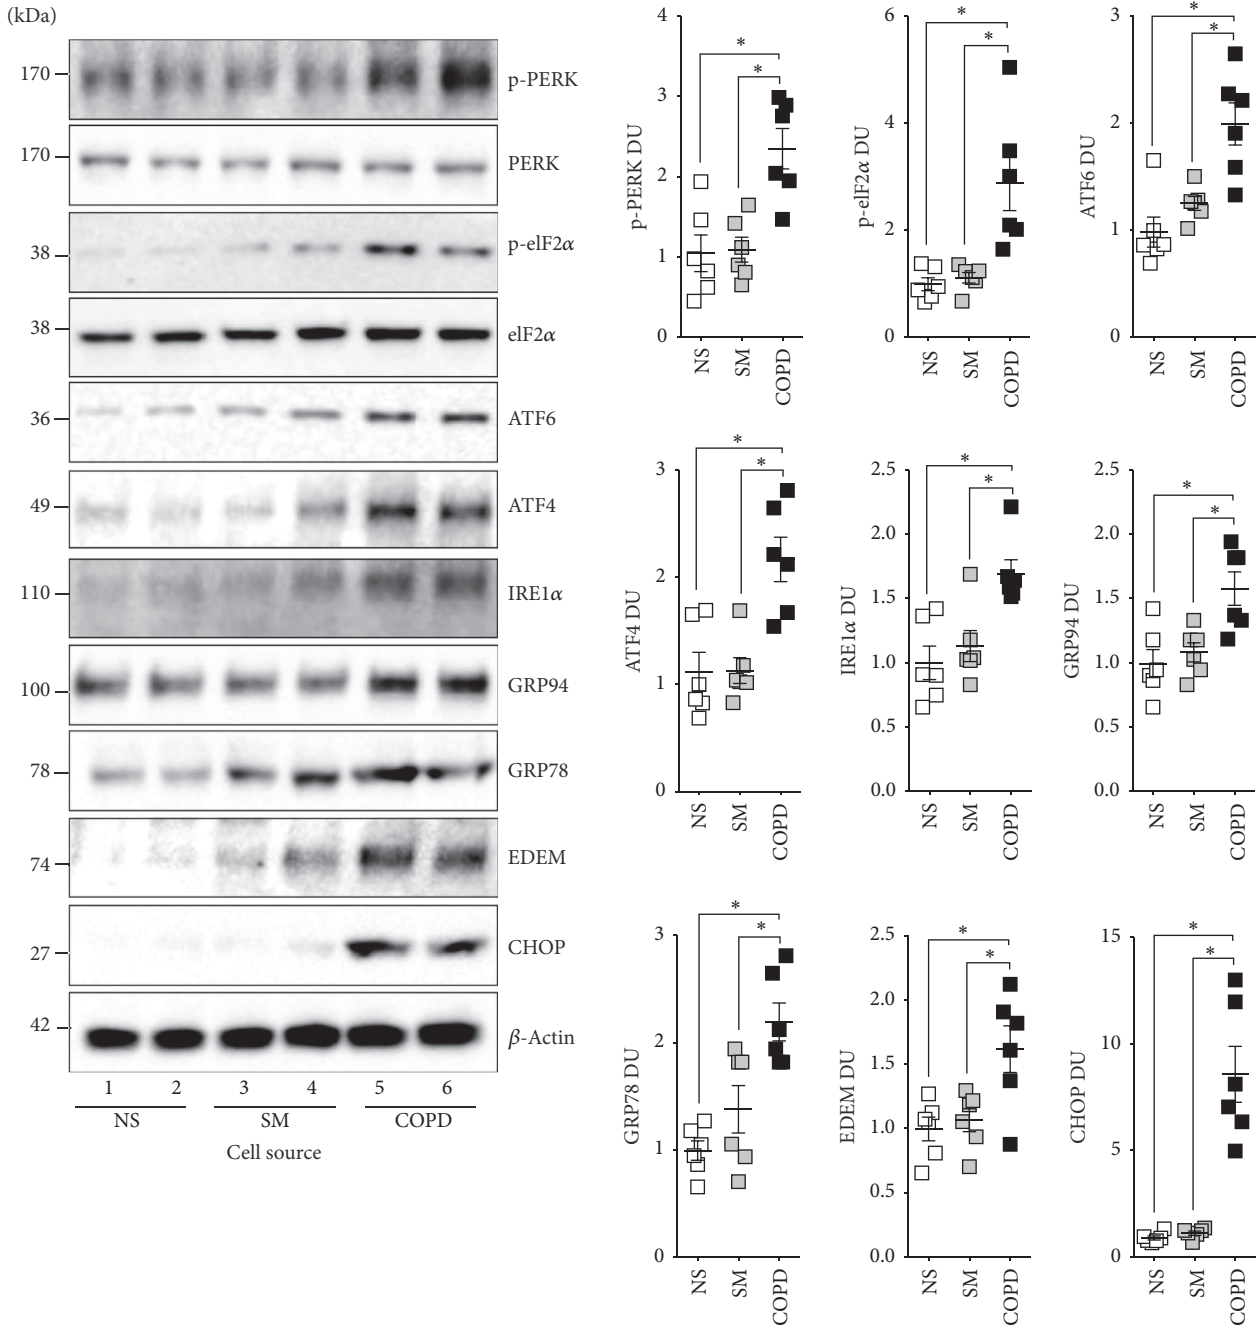 (kDa)
170 p-PERK
170 PERK
38 p-elF2α
38 elF2α
36 ATF6
49 ATF4
110 IRE1α
100 GRP94
78 GRP78
74 EDEM
27 CHOP
42 β-Actin
1 2 3 4 5 6
NS SM COPD
Cell source
p-PERK DU
4
3
2
1
0
* *
NS SM COPD
p-elF2α DU
6
4
2
0
* *
NS SM COPD
ATF6 DU
3
2
1
0
* *
NS SM COPD
ATF4 DU
3
2
1
0
* *
NS SM COPD
IRE1α DU
2.5
2.0
1.5
1.0
0.5
0.0
* *
NS SM COPD
GRP94 DU
2.5
2.0
1.5
1.0
0.5
0.0
* *
NS SM COPD
GRP78 DU
3
2
1
0
* *
NS SM COPD
EDEM DU
2.5
2.0
1.5
1.0
0.5
0.0
* *
NS SM COPD
CHOP DU
15
10
5
0
* *
NS SM COPD